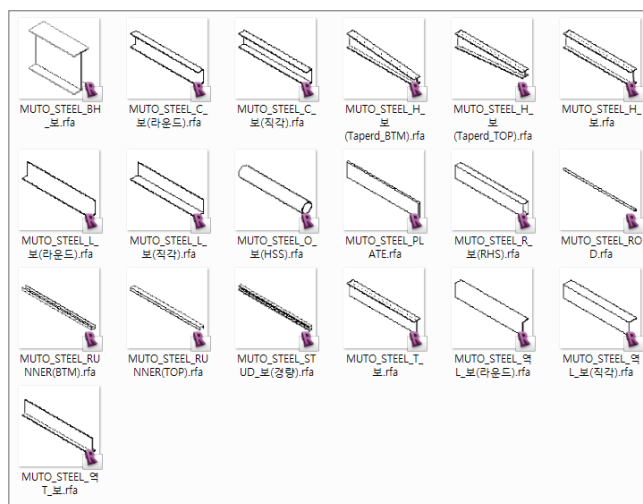 MUTO_STEEL_BH
_보.rfa
MUTO_STEEL_C_
보(라운드).rfa
MUTO_STEEL_C_
보(직각).rfa
MUTO_STEEL_H_
보
(Taperd_BTM).rfa
MUTO_STEEL_H_
보
(Taperd_TOP).rfa
MUTO_STEEL_H_
보.rfa
MUTO_STEEL_L_
보(라운드).rfa
MUTO_STEEL_L_
보(직각).rfa
MUTO_STEEL_O_
보(HSS).rfa
MUTO_STEEL_PL
ATE.rfa
MUTO_STEEL_R_
보(RHS).rfa
MUTO_STEEL_RO
D.rfa
MUTO_STEEL_RU
NNER(BTM).rfa
MUTO_STEEL_RU
NNER(TOP).rfa
MUTO_STEEL_ST
UD_보(경량).rfa
MUTO_STEEL_T_
보.rfa
MUTO_STEEL_역
L_보(라운드).rfa
MUTO_STEEL_역
L_보(직각).rfa
MUTO_STEEL_역
T_보.rfa